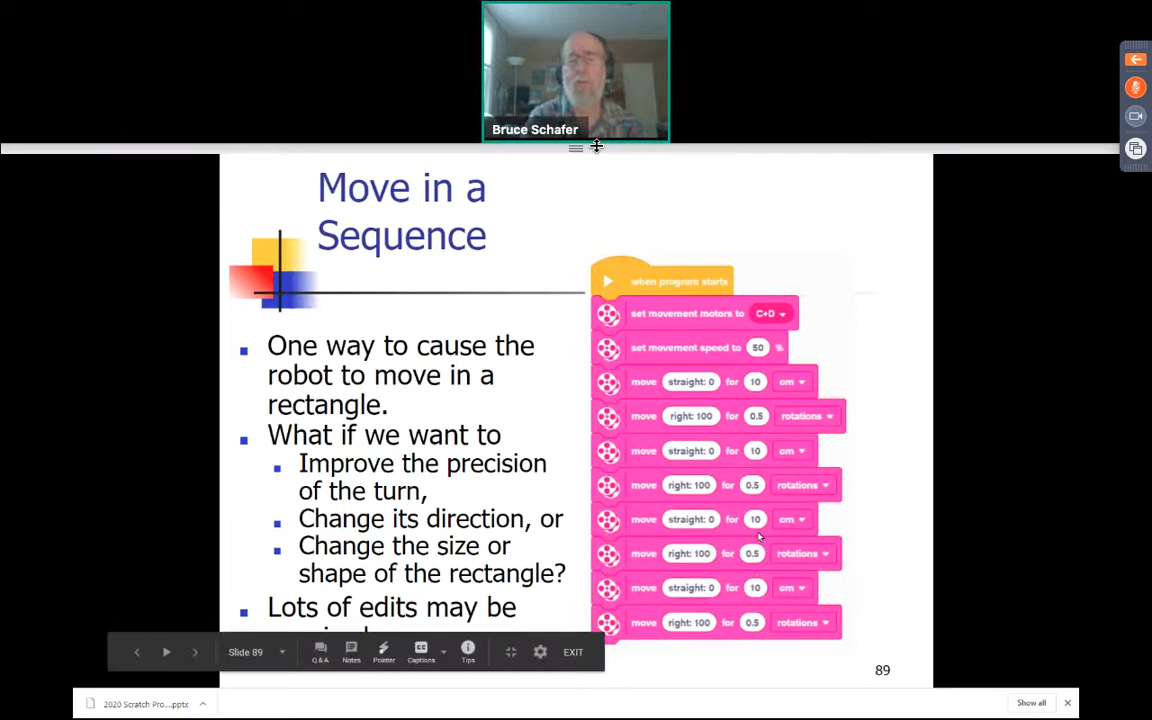 Bruce Schafer
Move in a
Sequence
One way to cause the
robot to move in a
rectangle.
What if we want to
Improve the precision
of the turn,
Change its direction, or
Change the size or
shape of the rectangle?
Lots of edits may be
when program starts
set movement motors to C+D
set movement speed to 50 %
move straight: 0 for 10 cm
move right: 100 for 0.5 rotations
move straight: 0 for 10 cm
move right: 100 for 0.5 rotations
move straight: 0 for 10 cm
move right: 100 for 0.5 rotations
move straight: 0 for 10 cm
move right: 100 for 0.5 rotations
Slide 89
Q & A
Notes
Pointer
CC
Captions
Tips
EXIT
89
2020 Scratch Pro....pptx
Show all